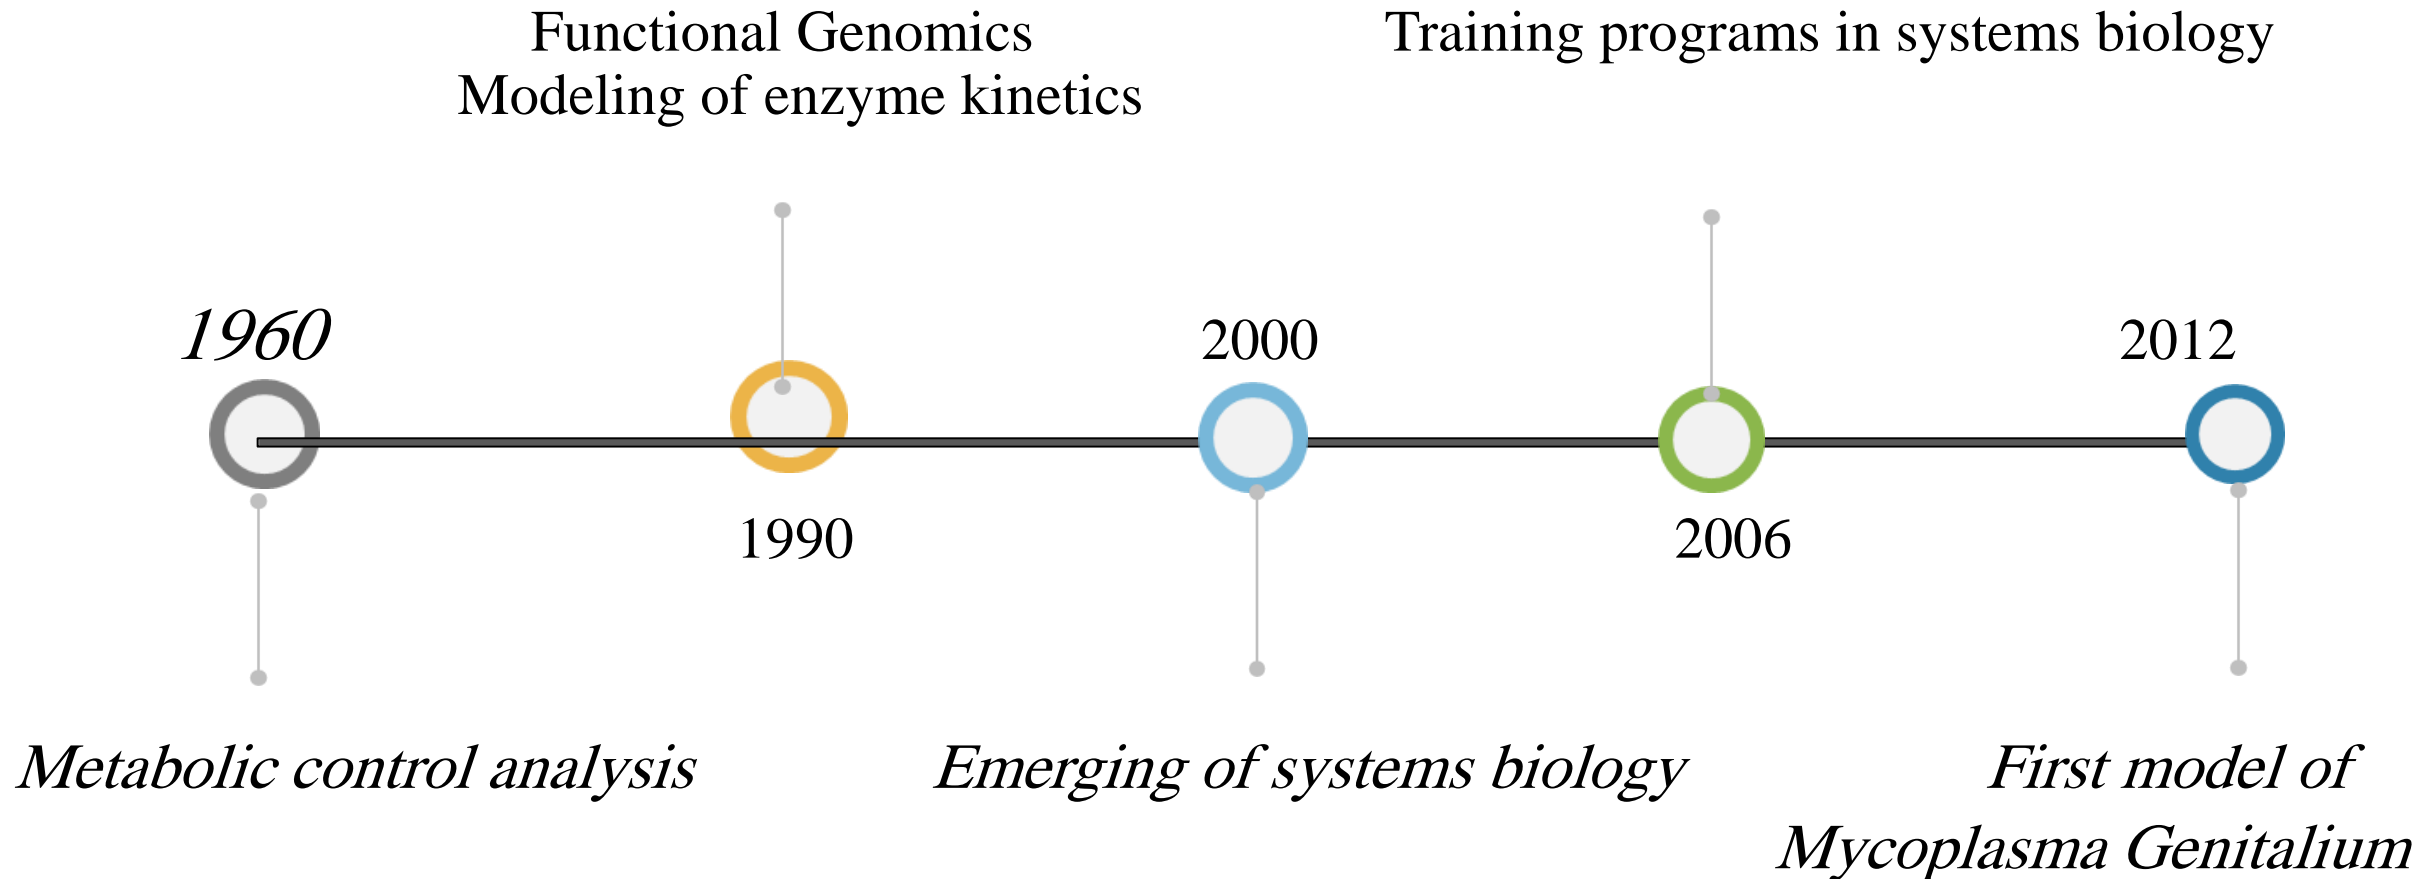 Functional Genomics
Modeling of enzyme kinetics
Training programs in systems biology
1960
2000
2012
1990
2006
Metabolic control analysis
Emerging of systems biology
First model of
Mycoplasma Genitalium